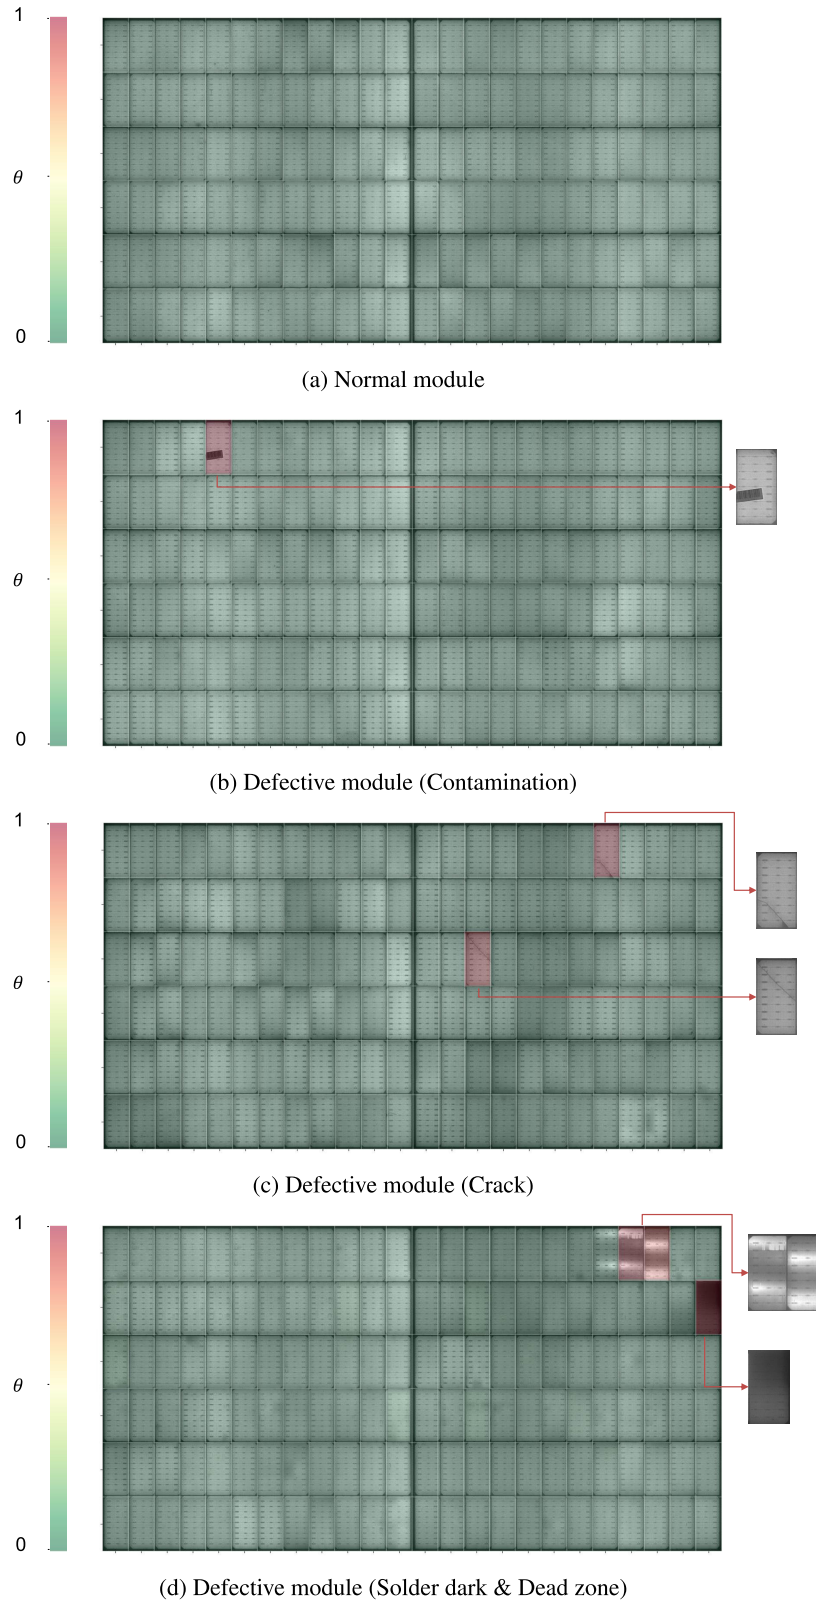 1
θ
0
(a) Normal module
1
θ
0
(b) Defective module (Contamination)
1
θ
0
(c) Defective module (Crack)
1
θ
0
(d) Defective module (Solder dark & Dead zone)